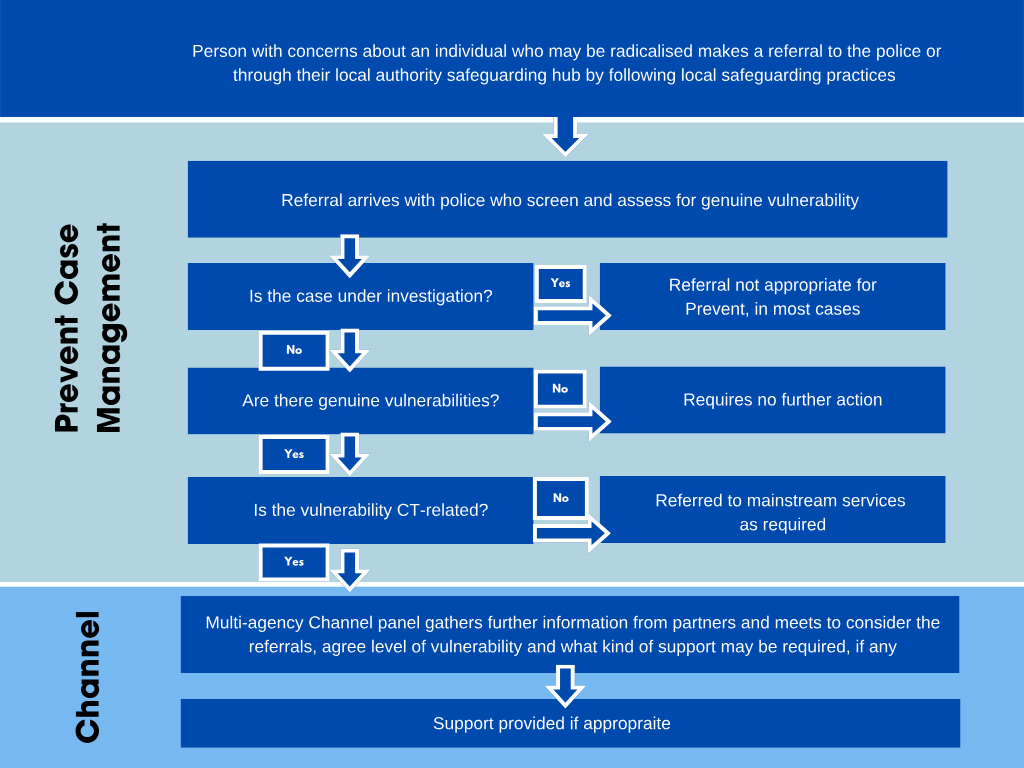 Person with concerns about an individual who may be radicalised makes a referral to the police or
through their local authority safeguarding hub by following local safeguarding practices
Prevent Case
Management
Referral arrives with police who screen and assess for genuine vulnerability
Is the case under investigation?
Yes
Referral not appropriate for
Prevent, in most cases
No
Are there genuine vulnerabilities?
No
Requires no further action
Yes
Is the vulnerability CT-related?
No
Referred to mainstream services
as required
Yes
Channel
Multi-agency Channel panel gathers further information from partners and meets to consider the
referrals, agree level of vulnerability and what kind of support may be required, if any
Support provided if appropraite